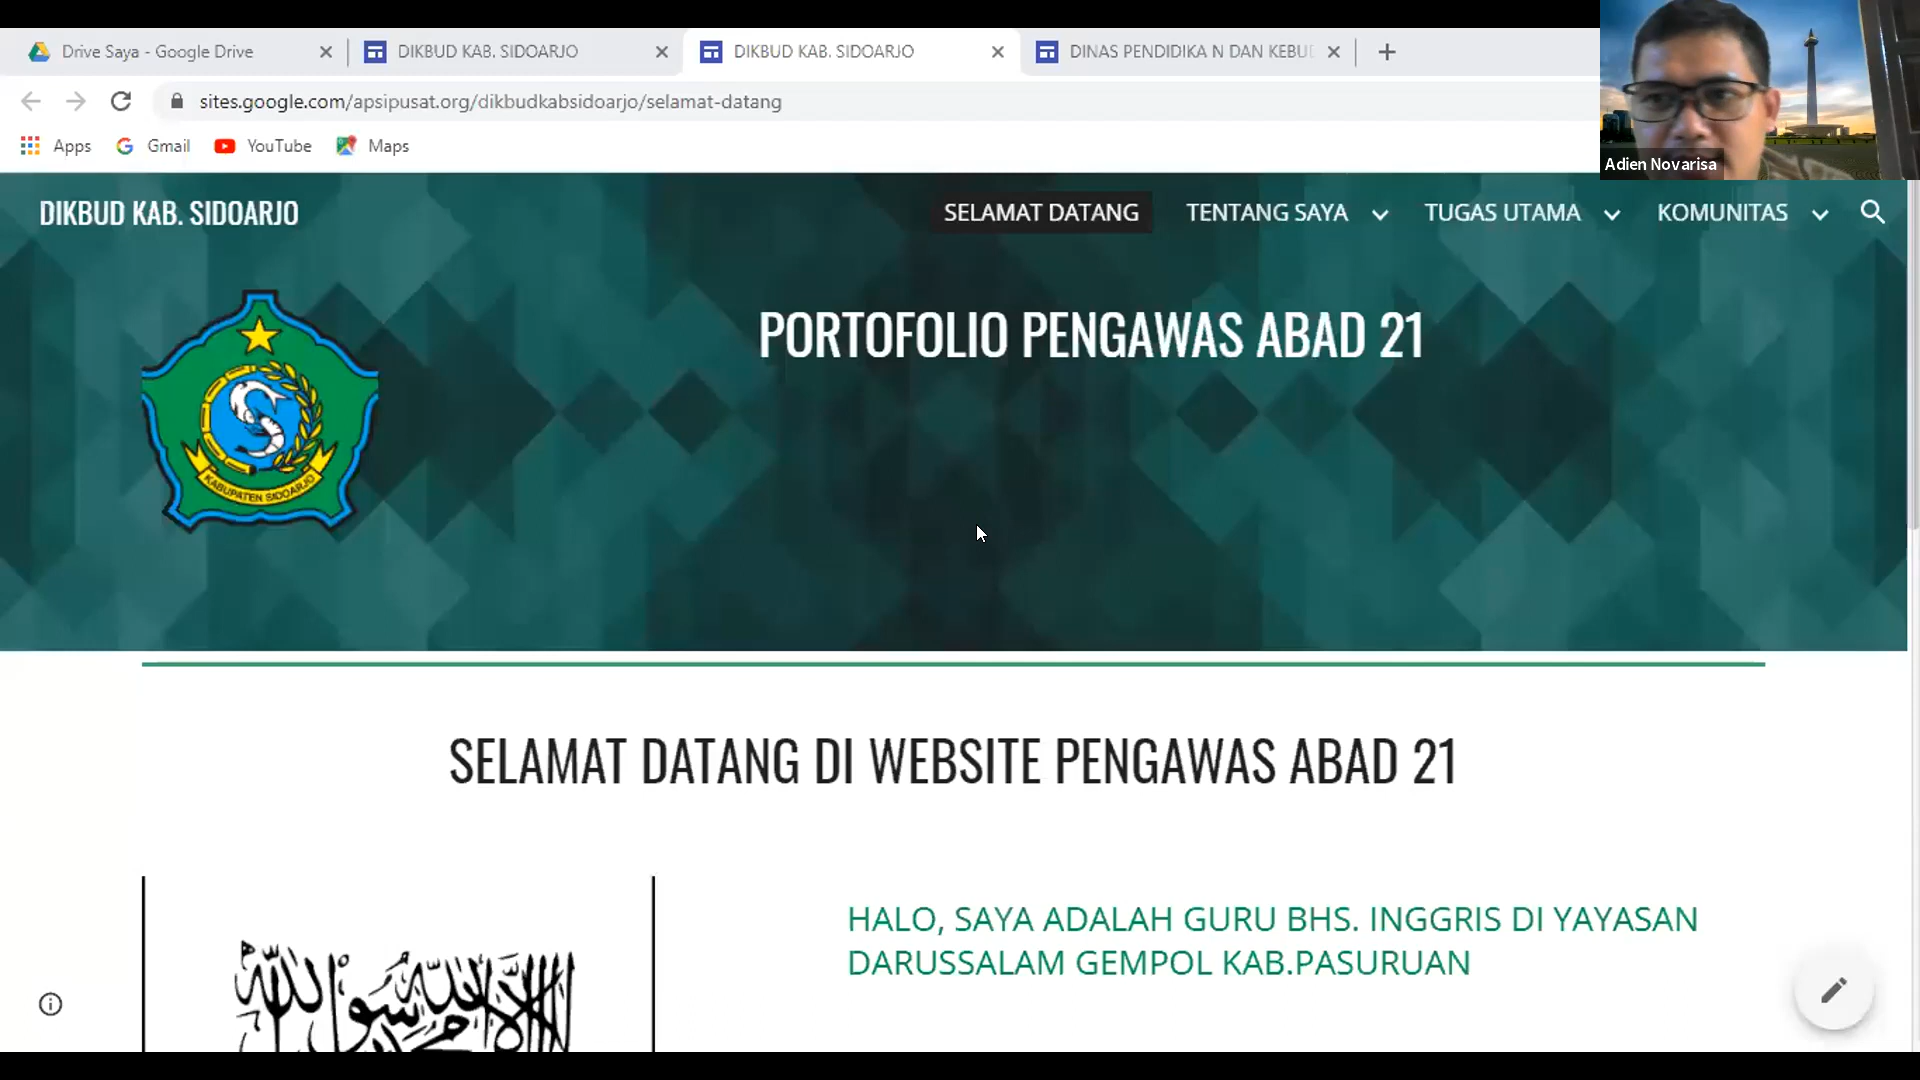 Drive Saya - Google Drive
DIKBUD KAB. SIDOARJO
DIKBUD KAB. SIDOARJO
DINAS PENDIDIKA N DAN KEBUD
sites.google.com/apsipusat.org/dikbudkabsidoarjo/selamat-datang
Apps
Gmail
YouTube
Maps
Adien Novarisa
DIKBUD KAB. SIDOARJO
SELAMAT DATANG
TENTANG SAYA
TUGAS UTAMA
KOMUNITAS
PORTOFOLIO PENGAWAS ABAD 21
KABUPATEN SIDOARJO
SELAMAT DATANG DI WEBSITE PENGAWAS ABAD 21
HALO, SAYA ADALAH GURU BHS. INGGRIS DI YAYASAN
DARUSSALAM GEMPOL KAB.PASURUAN